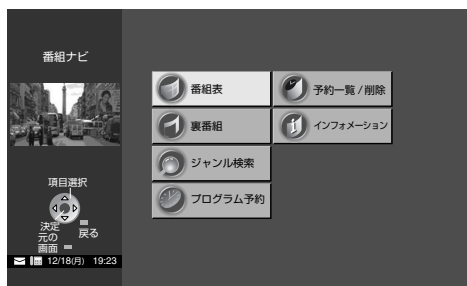 番組ナビ
番組表
予約一覧/削除
裏番組
インフォメーション
ジャンル検索
プログラム予約
項目選択
決定
戻る
元の
画面
12/18(月) 19:23